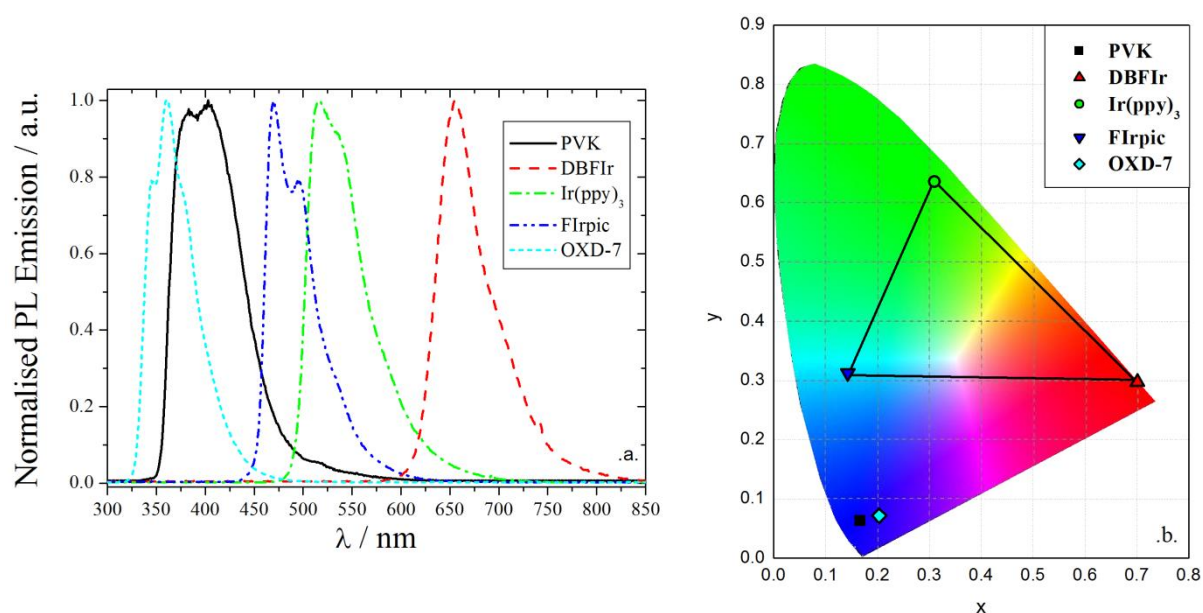 Normalised PL Emission / a.u.
1.0
0.8
0.6
0.4
0.2
0.0
PVK
DBFIr
Ir(ppy)3
FIrpic
OXD-7
.a.
300 350 400 450 500 550 600 650 700 750 800 850
λ / nm
y
0.9
0.8
0.7
0.6
0.5
0.4
0.3
0.2
0.1
0.0
PVK
DBFIr
Ir(ppy)3
FIrpic
OXD-7
.b.
0.0 0.1 0.2 0.3 0.4 0.5 0.6 0.7 0.8
x